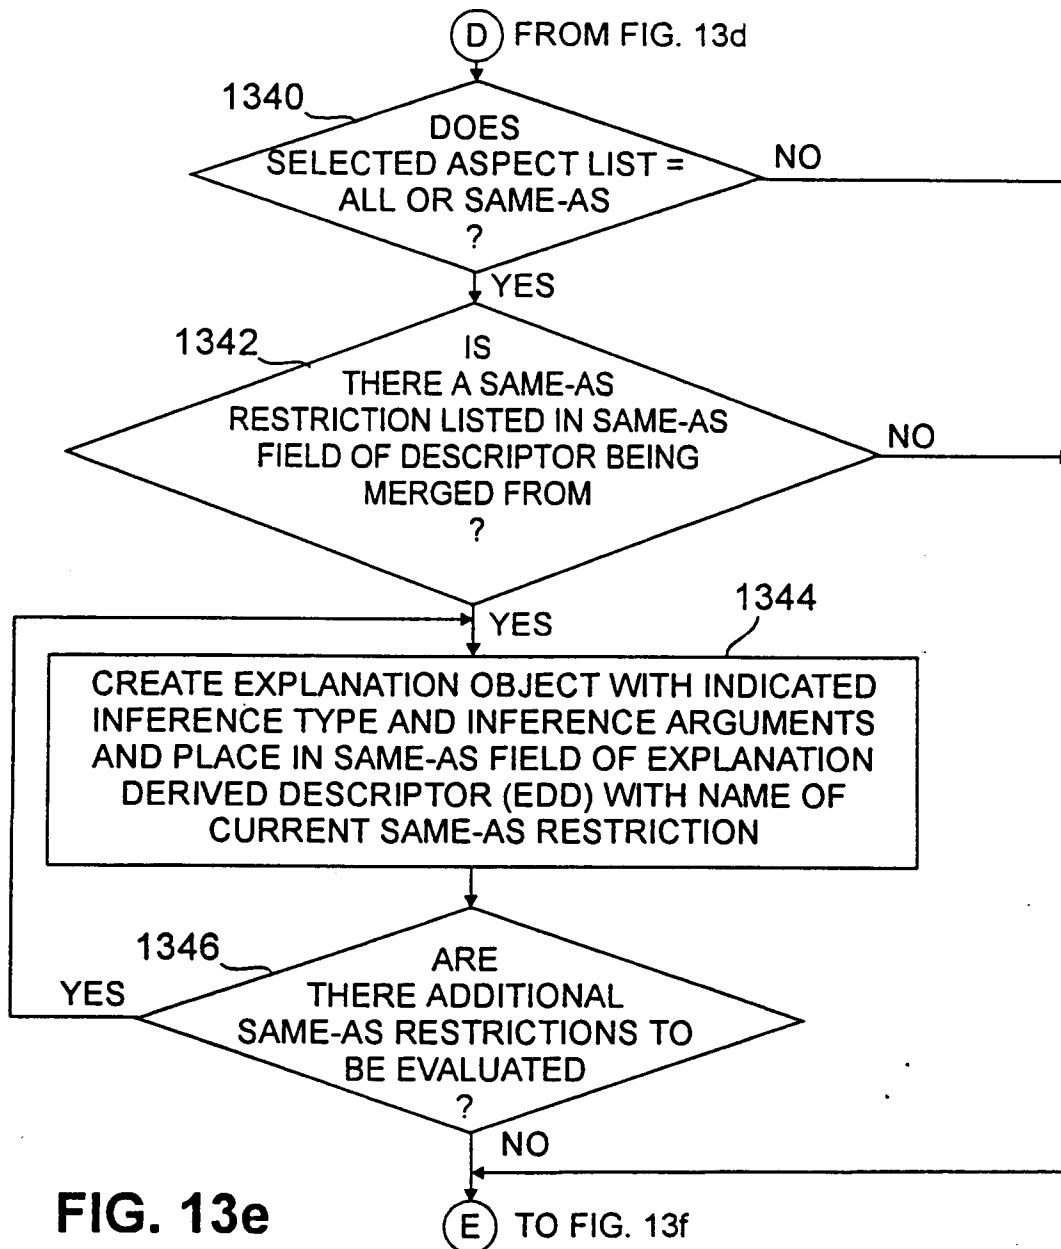 D FROM FIG. 13d
1340
DOES
SELECTED ASPECT LIST =
ALL OR SAME-AS
?
NO
YES
1342
IS
THERE A SAME-AS
RESTRICTION LISTED IN SAME-AS
FIELD OF DESCRIPTOR BEING
MERGED FROM
?
NO
YES
1344
CREATE EXPLANATION OBJECT WITH INDICATED
INFERENCE TYPE AND INFERENCE ARGUMENTS
AND PLACE IN SAME-AS FIELD OF EXPLANATION
DERIVED DESCRIPTOR (EDD) WITH NAME OF
CURRENT SAME-AS RESTRICTION
1346
YES
ARE
THERE ADDITIONAL
SAME-AS RESTRICTIONS TO
BE EVALUATED
?
NO
FIG. 13e
E TO FIG. 13f